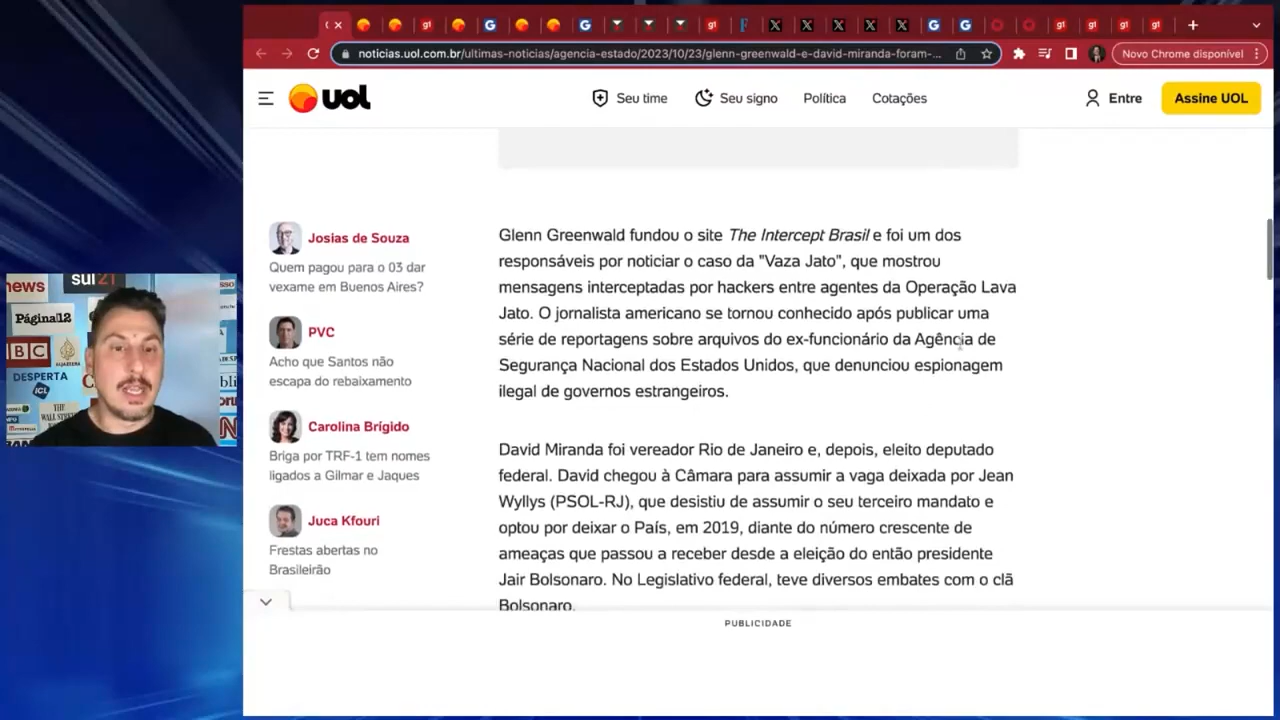 noticias.uol.com.br/ultimas-noticias/agencia-estado/2023/10/23/glenn-greenwald-e-david-miranda-foram-...
Novo Chrome disponível
uol
Seu time
Seu signo
Política
Cotações
Entre
Assine UOL
Josias de Souza
Quem pagou para o 03 dar
vexame em Buenos Aires?
PVC
Acho que Santos não
escapa do rebaixamento
Carolina Brígido
Briga por TRF-1 tem nomes
ligados a Gilmar e Jaques
Juca Kfouri
Frestas abertas no
Brasileirão
Glenn Greenwald fundou o site The Intercept Brasil e foi um dos
responsáveis por noticiar o caso da "Vaza Jato", que mostrou
mensagens interceptadas por hackers entre agentes da Operação Lava
Jato. O jornalista americano se tornou conhecido após publicar uma
série de reportagens sobre arquivos do ex-funcionário da Agência de
Segurança Nacional dos Estados Unidos, que denunciou espionagem
ilegal de governos estrangeiros.
David Miranda foi vereador Rio de Janeiro e, depois, eleito deputado
federal. David chegou à Câmara para assumir a vaga deixada por Jean
Wyllys (PSOL-RJ), que desistiu de assumir o seu terceiro mandato e
optou por deixar o País, em 2019, diante do número crescente de
ameaças que passou a receber desde a eleição do então presidente
Jair Bolsonaro. No Legislativo federal, teve diversos embates com o clã
Bolsonaro.
PUBLICIDADE
news
sul21
Página12
BBC
DESPERTA
ICL
THE
WALL STREE